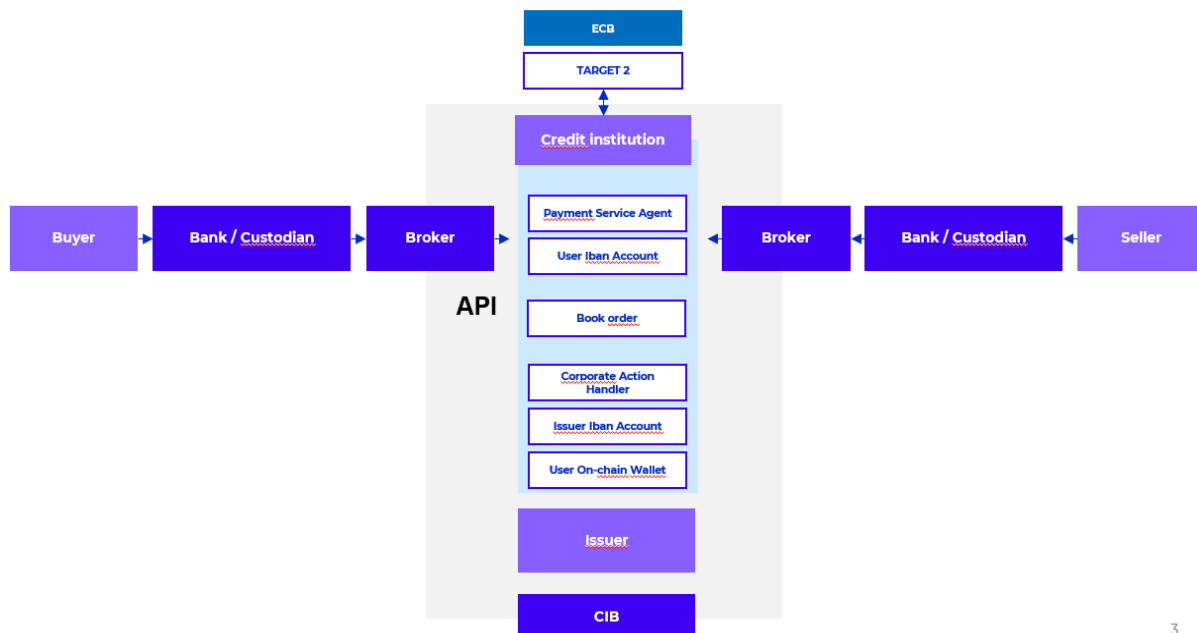 ECB
TARGET 2
Credit institution
Payment Service Agent
User Iban Account
Buyer
Bank / Custodian
Broker
Broker
Bank / Custodian
Seller
API
Book order
Corporate Action
Handler
Issuer Iban Account
User On-chain Wallet
Issuer
CIB
3